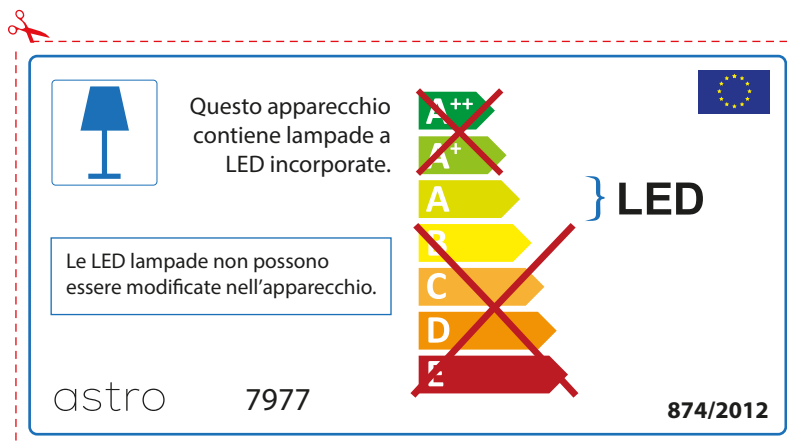 Questo apparecchio
contiene lampade a
LED incorporate.
A++
A+
A
B
C
D
E
LED
Le LED lampade non possono
essere modificate nell'apparecchio.
astro
7977
874/2012